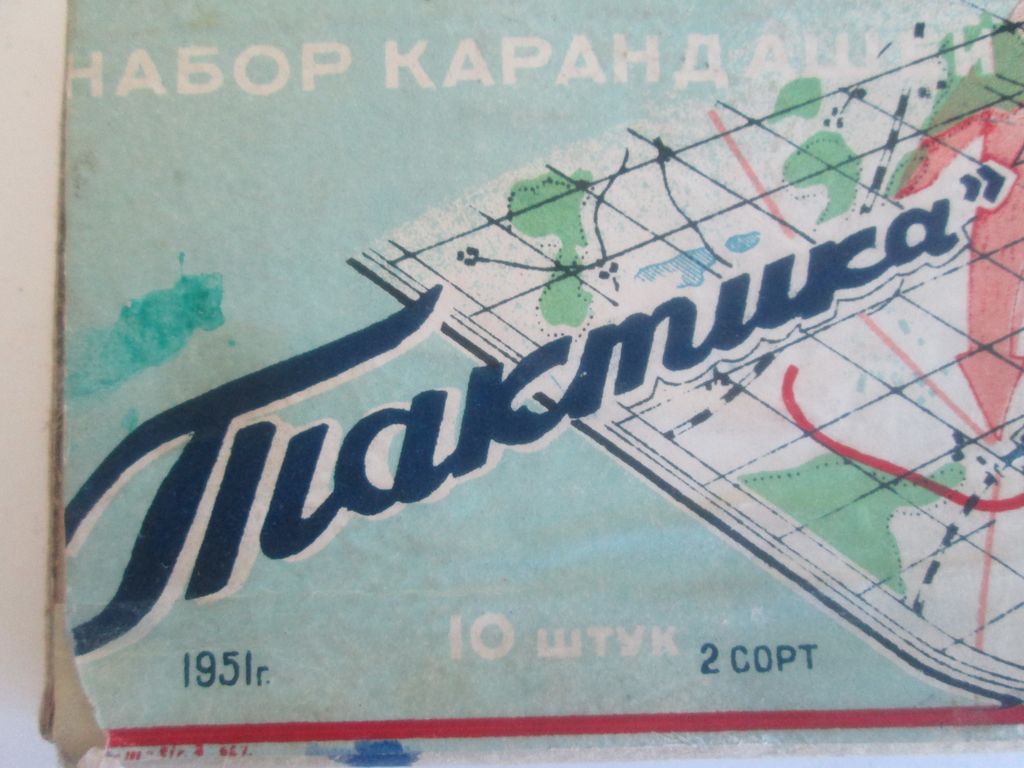 НАБОР КАРАНДАШЕЙ
Тактика"
10 ШТУК
1951г.
2 СОРТ